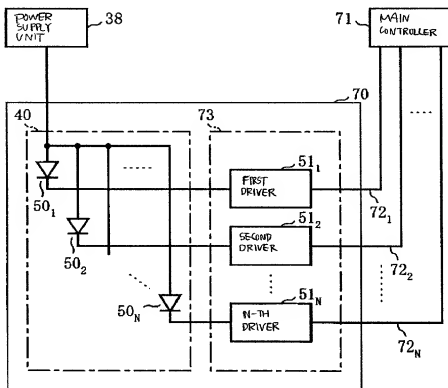 POWER
SUPPLY
UNIT
38
71
MAIN
CONTROLLER
70
40
73
51₁
FIRST
DRIVER
50₁
72₁
51₂
SECOND
DRIVER
50₂
72₂
51N
N-TH
DRIVER
50N
72N